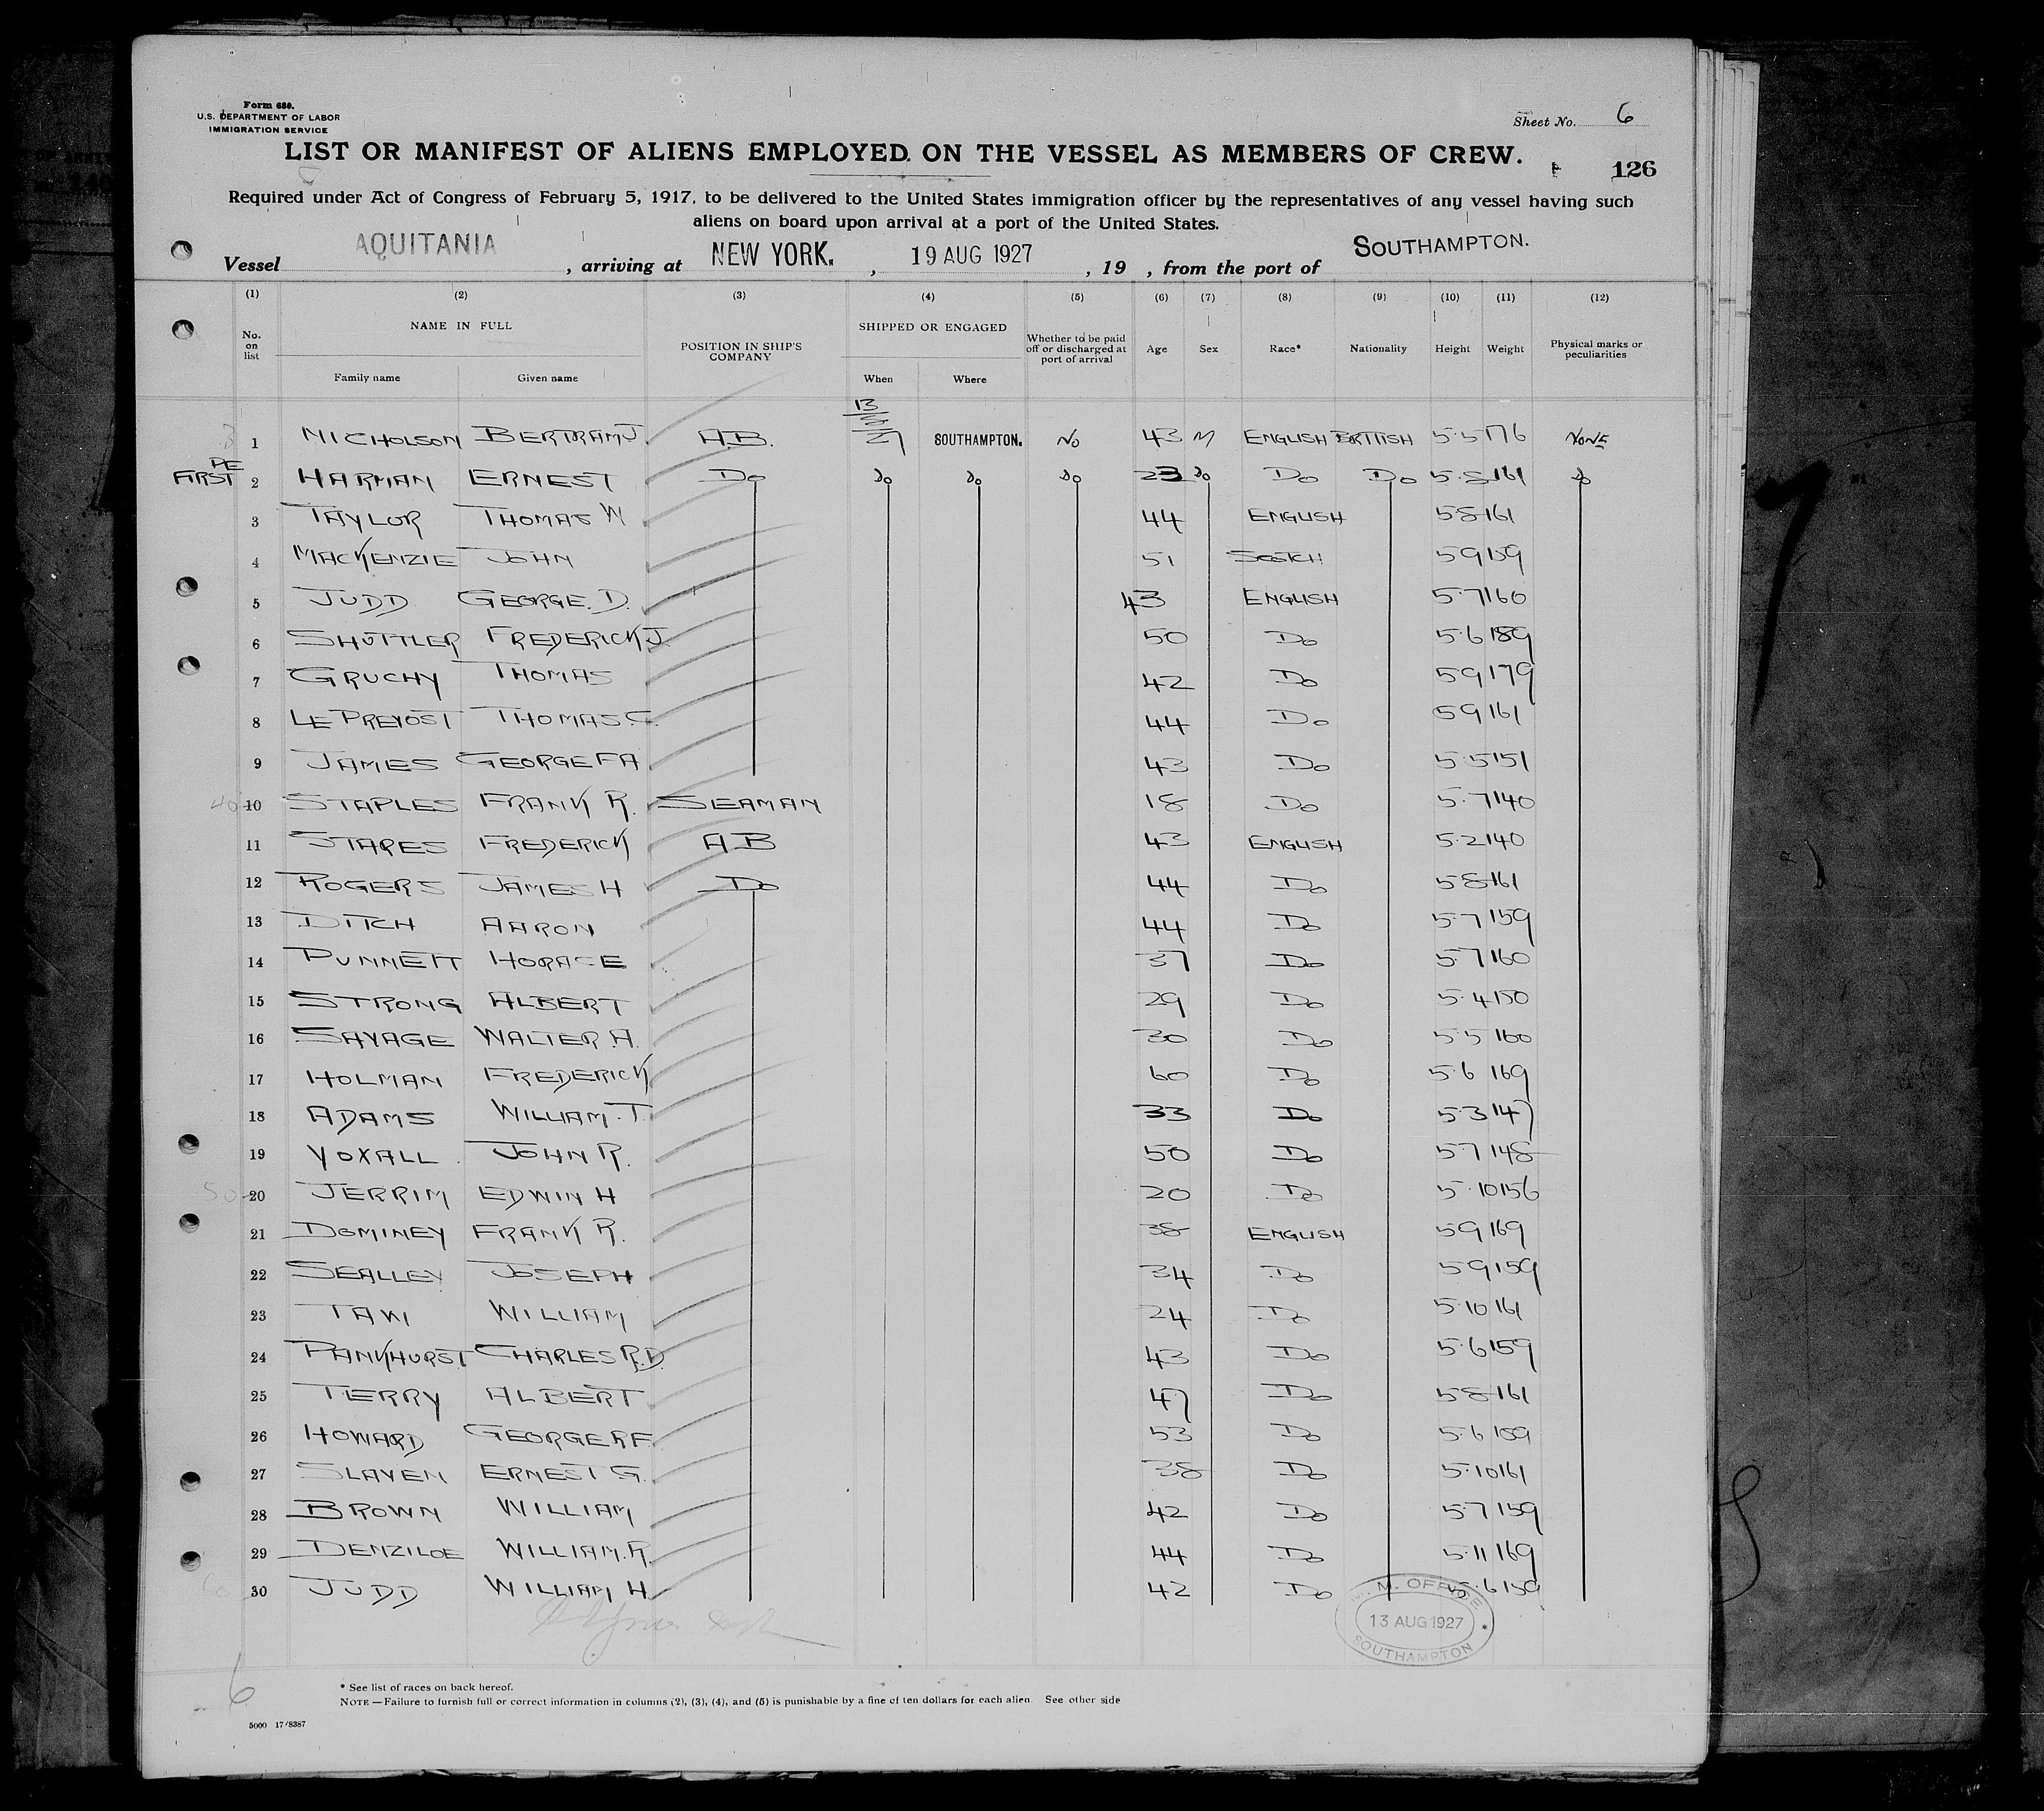 Form 680.
U.S. DEPARTMENT OF LABOR
IMMIGRATION SERVICE
Sheet No. 6
LIST OR MANIFEST OF ALIENS EMPLOYED ON THE VESSEL AS MEMBERS OF CREW.
126
Required under Act of Congress of February 5, 1917, to be delivered to the United States immigration officer by the representatives of any vessel having such
aliens on board upon arrival at a port of the United States.
Vessel AQUITANIA, arriving at NEW YORK., 19 AUG 1927, 19 , from the port of SOUTHAMPTON.
(1) (2) (3) (4) (5) (6) (7) (8) (9) (10) (11) (12)
No. on list NAME IN FULL POSITION IN SHIP'S COMPANY SHIPPED OR ENGAGED Whether to be paid off or discharged at port of arrival Age Sex Race* Nationality Height Weight Physical marks or peculiarities
Family name Given name When Where
1 NICHOLSON BERTRAM J. A.B. 13/8/27 SOUTHAMPTON. No 43 M ENGLISH BRITISH 5.5 176 NONE
FIRST 2 HARMAN ERNEST Do Do Do Do 23 Do Do Do 5.8 161 Do
3 TAYLOR THOMAS W 44 ENGLISH 5 8 161
4 MACKENZIE JOHN 51 SCOTCH 5 9 159
5 JUDD GEORGE. D. 43 ENGLISH 5.7 160
6 SHUTTLER FREDERICK J 50 Do 5.6 189
7 GRUCHY THOMAS 42 Do 5 9 179
8 LE PREVOST THOMAS. C. 44 Do 5 9 161
9 JAMES GEORGE F A 43 Do 5 5 151
10 STAPLES FRANK R. SEAMAN 18 Do 5.7 140
11 STARES FREDERICK AB 43 ENGLISH 5.2 140
12 ROGERS JAMES H Do 44 Do 5 8 161
13 DITCH AARON 44 Do 5.7 159
14 PUNNETT HORACE 37 Do 5.7 160
15 STRONG ALBERT 29 Do 5.4 150
16 SAVAGE WALTER A. 30 Do 5.5 160
17 HOLMAN FREDERICK 60 Do 5.6 169
18 ADAMS WILLIAM. T. 33 Do 5.3 147
19 VOXALL JOHN R. 50 Do 5 7 148
20 JERRIM EDWIN H 20 Do 5.10 156
21 DOMINEY FRANK R. 38 ENGLISH 5 9 169
22 SEALLEY JOSEPH 34 Do 5 9 159
23 TAW WILLIAM 24 Do 5.10 161
24 PANKHURST CHARLES R.D. 43 Do 5.6 159
25 TERRY ALBERT 47 Do 5 8 161
26 HOWARD GEORGE R F. 53 Do 5.6 159
27 SLAVEN ERNEST G. 38 Do 5.10 161
28 BROWN WILLIAM 42 Do 5.7 159
29 DENZILOE WILLIAM. R. 44 Do 5.11 169
30 JUDD WILLIAM H 42 Do 5.6 159
M. M. OFFICE
13 AUG 1927
SOUTHAMPTON
6
* See list of races on back hereof.
NOTE —Failure to furnish full or correct information in columns (2), (3), (4), and (5) is punishable by a fine of ten dollars for each alien. See other side
5000 17/8387